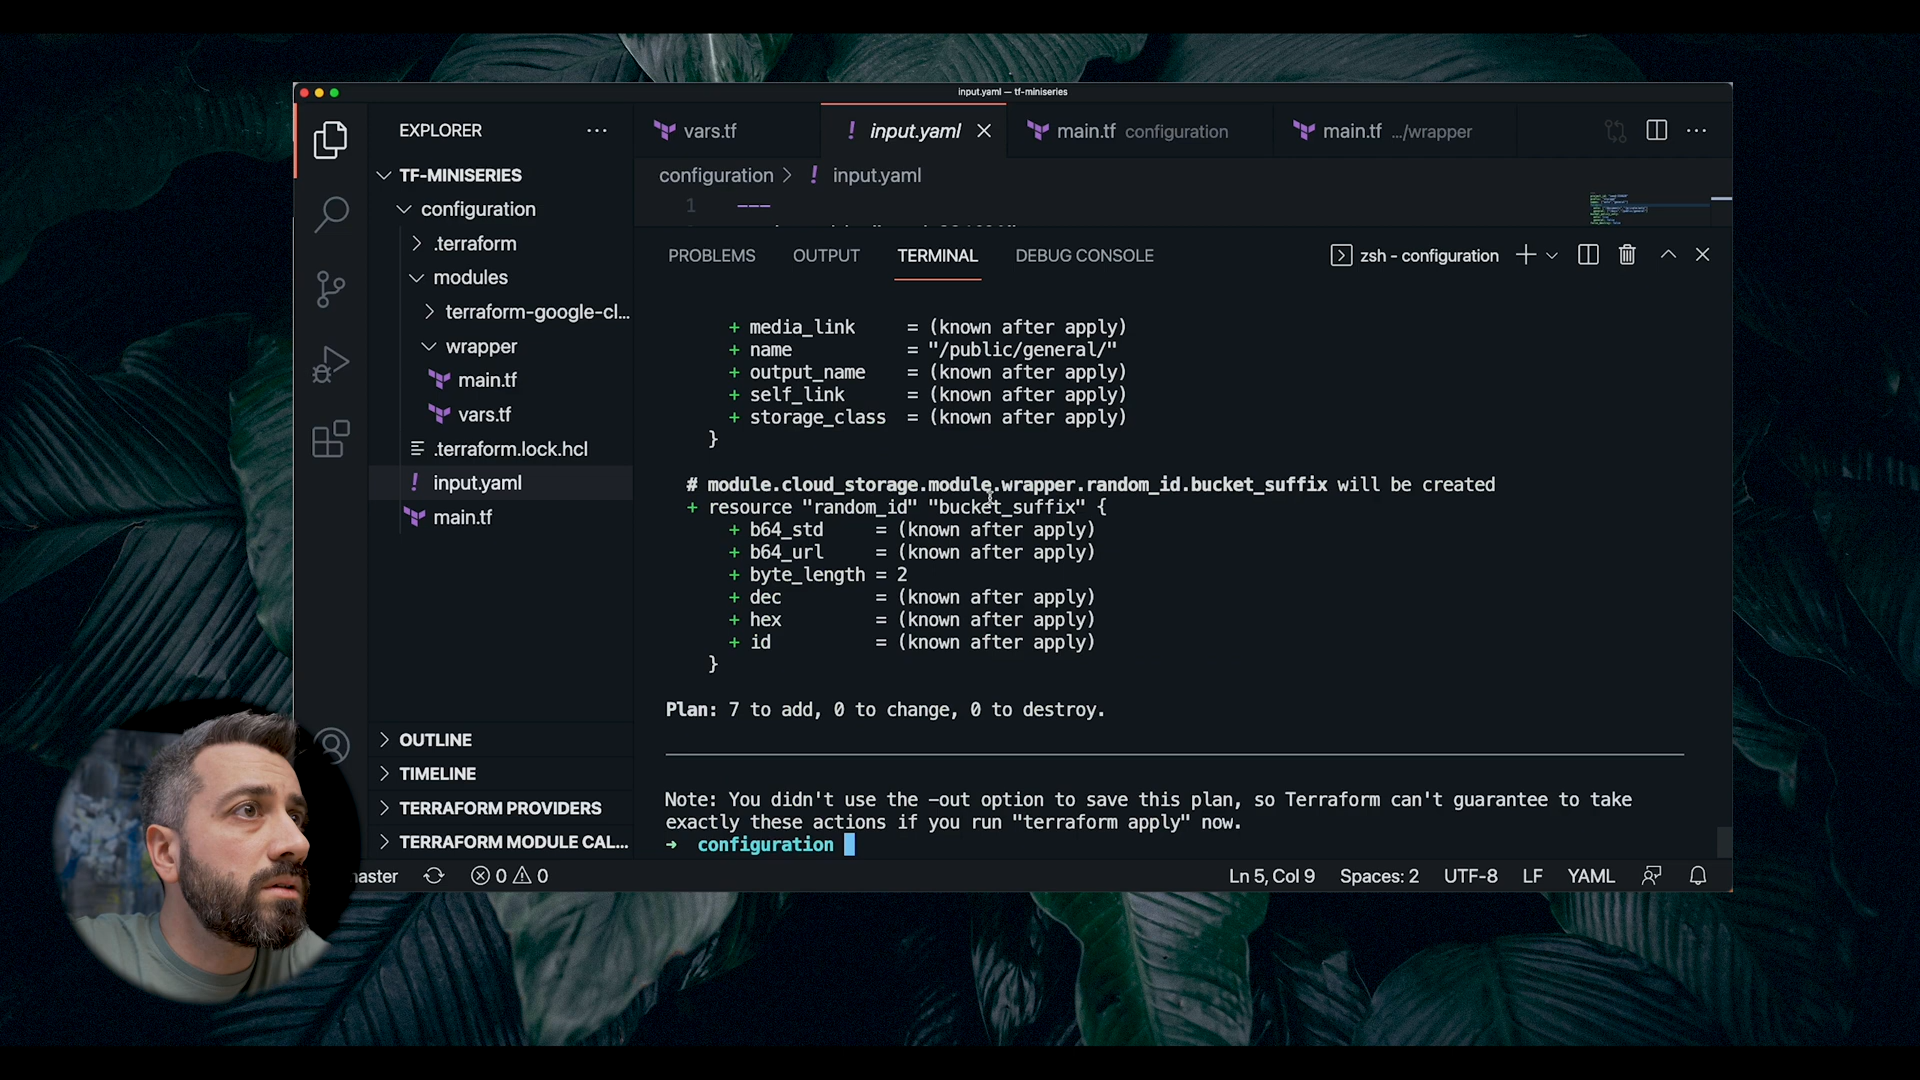 input.yaml — tf-miniseries
EXPLORER
vars.tf
! input.yaml
main.tf configuration
main.tf .../wrapper
TF-MINISERIES
configuration
.terraform
modules
terraform-google-cl...
wrapper
main.tf
vars.tf
.terraform.lock.hcl
! input.yaml
main.tf
OUTLINE
TIMELINE
TERRAFORM PROVIDERS
TERRAFORM MODULE CAL...
configuration > ! input.yaml
1 ---
PROBLEMS OUTPUT TERMINAL DEBUG CONSOLE
zsh - configuration
+ media_link = (known after apply)
+ name = "/public/general/"
+ output_name = (known after apply)
+ self_link = (known after apply)
+ storage_class = (known after apply)
}
# module.cloud_storage.module.wrapper.random_id.bucket_suffix will be created
+ resource "random_id" "bucket_suffix" {
+ b64_std = (known after apply)
+ b64_url = (known after apply)
+ byte_length = 2
+ dec = (known after apply)
+ hex = (known after apply)
+ id = (known after apply)
}
Plan: 7 to add, 0 to change, 0 to destroy.
Note: You didn't use the -out option to save this plan, so Terraform can't guarantee to take
exactly these actions if you run "terraform apply" now.
→ configuration
aster
0 0
Ln 5, Col 9 Spaces: 2 UTF-8 LF YAML